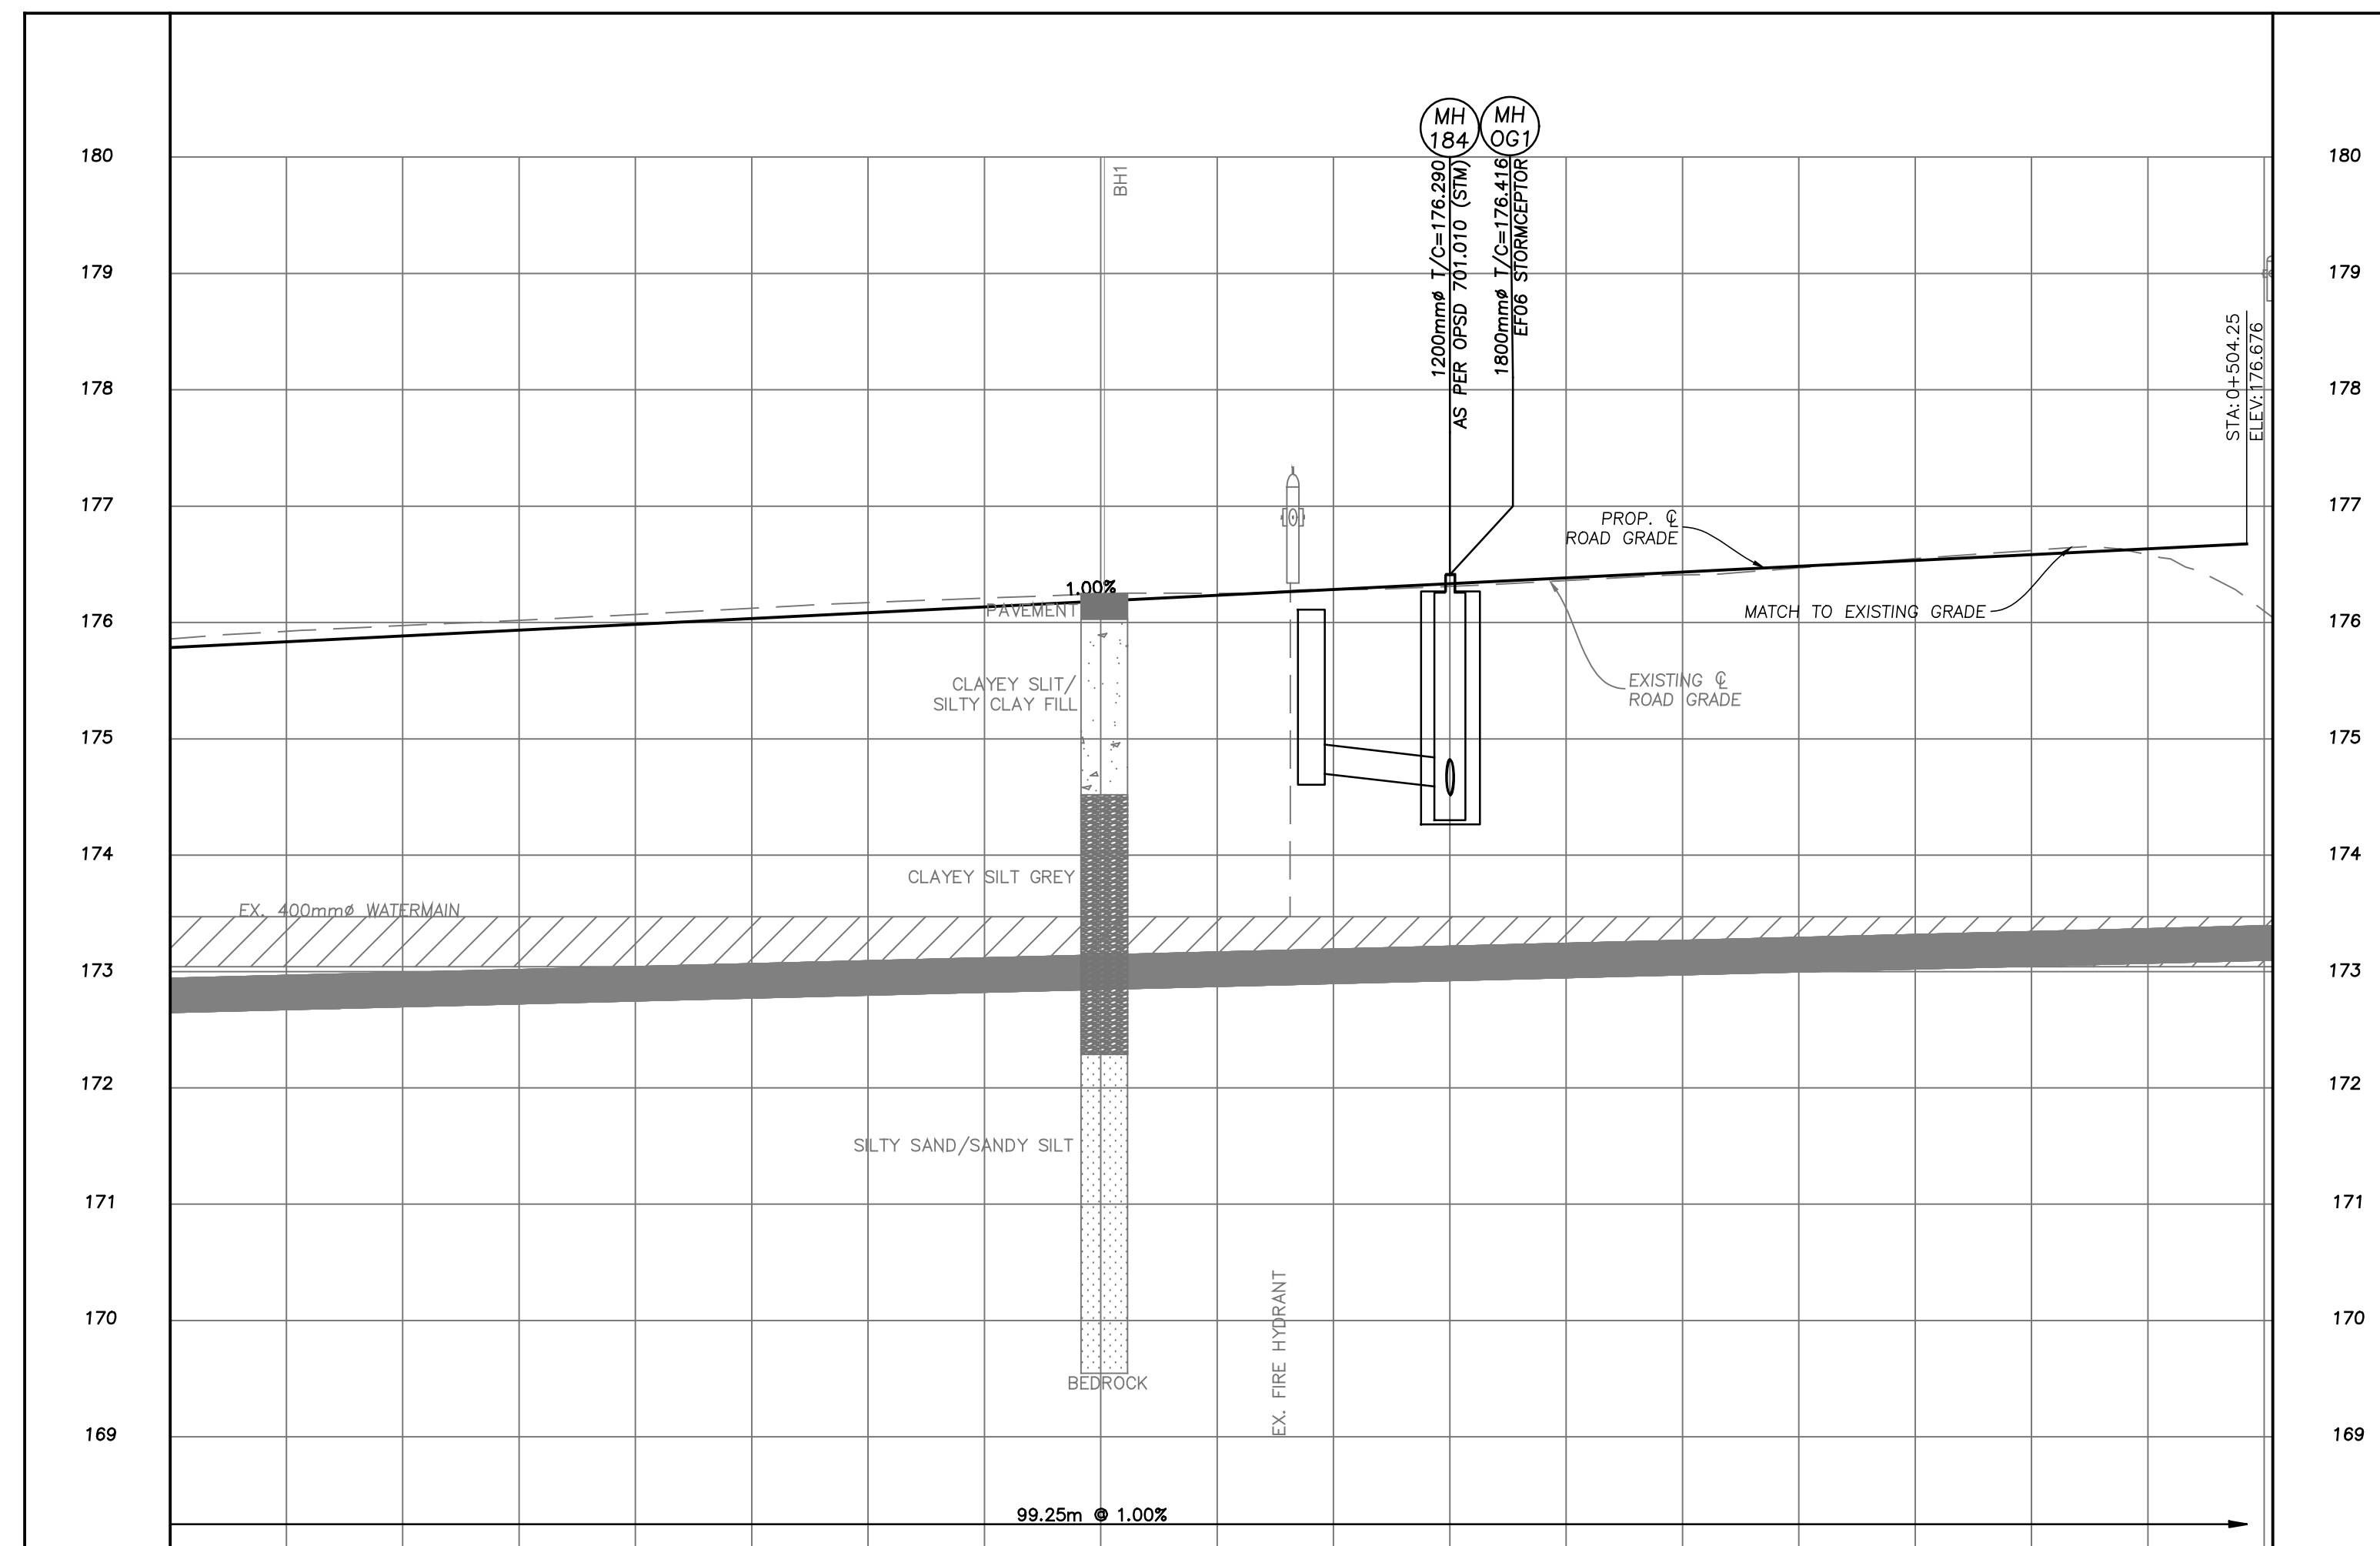 MH
184
MH
OG1
180
180
BH1
1200mmø T/C=176.290
AS PER OPSD 701.010 (STM)
1800mmø T/C=176.416
EF06 STORMCEPTOR
179
179
STA: 0+504.25
ELEV: 176.676
178
178
177
177
PROP. ℄
ROAD GRADE
1.00%
PAVEMENT
MATCH TO EXISTING GRADE
176
176
CLAYEY SLIT/
SILTY CLAY FILL
EXISTING ℄
ROAD GRADE
175
175
174
174
CLAYEY SILT GREY
EX. 400mmø WATERMAIN
173
173
172
172
SILTY SAND/SANDY SILT
171
171
170
170
EX. FIRE HYDRANT
BEDROCK
169
169
99.25m @ 1.00%